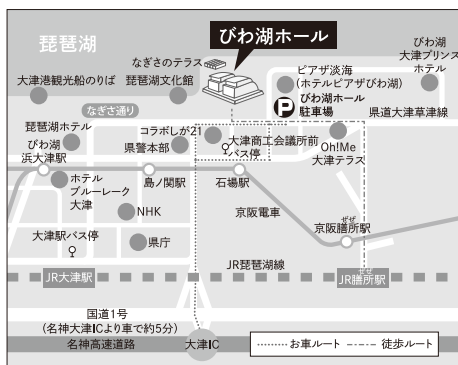 琵琶湖
なぎさのテラス
びわ湖ホール
びわ湖
大津プリンス
ホテル
大津港観光船のりば
琵琶湖文化館
ピアザ淡海
(ホテルピアザびわ湖)
P
びわ湖ホール
駐車場
なぎさ通り
県道大津草津線
琵琶湖ホテル
コラボしが21
大津商工会議所前
バス停
Oh!Me
大津テラス
びわ湖
浜大津駅
県警本部
ホテル
ブルーレーク
大津
島ノ関駅
石場駅
NHK
京阪電車
ぜぜ
京阪膳所駅
大津駅バス停
県庁
JR琵琶湖線
JR大津駅
ぜぜ
JR膳所駅
国道1号
(名神大津ICより車で約5分)
名神高速道路
大津IC
お車ルート
徒歩ルート